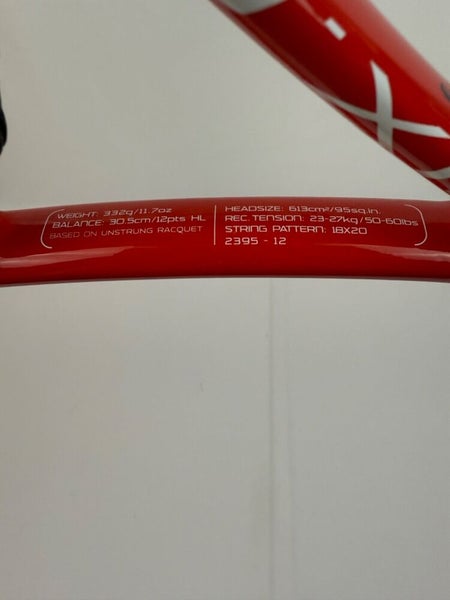 WEIGHT: 332g/11.7oz
BALANCE: 30.5cm/12pts HL
BASED ON UNSTRUNG RACQUET
HEADSIZE: 613cm²/95sq.in.
REC. TENSION: 23-27kg/50-60lbs
STRING PATTERN: 18X20
2395 - 12
X